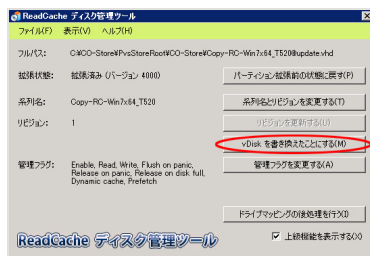 ReadCache ディスク管理ツール
ファイル(F) 表示(V) ヘルプ(H)
フルパス: C:¥CO-Store¥PvsStoreRoot¥CO-Store¥Copy-RC-Win7x64_T520@update.vhd
拡張状態: 拡張済み (バージョン 4000) パーティション拡張前の状態に戻す(P)
系列名: Copy-RC-Win7x64_T520 系列名とリビジョンを変更する(T)
リビジョン: 1 リビジョンを更新する(U)
vDisk を書き換えたことにする(M)
管理フラグ: Enable, Read, Write, Flush on panic, 管理フラグを変更する(A)
Release on panic, Release on disk full,
Dynamic cache, Prefetch
ドライブマッピングの後処理を行う(I)
ReadCache ディスク管理ツール 上級機能を表示する(X)